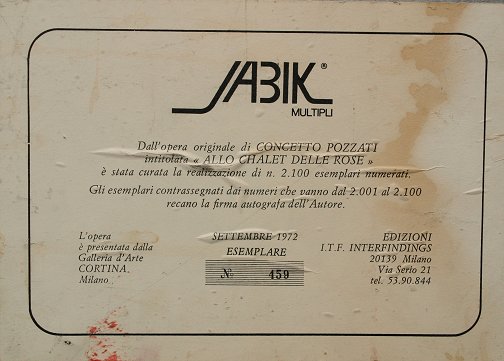 JABIK®
MULTIPLI
Dall'opera originale di CONCETTO POZZATI
intitolata « ALLO CHALET DELLE ROSE »
è stata curata la realizzazione di n. 2.100 esemplari numerati.
Gli esemplari contrassegnati dai numeri che vanno dal 2.001 al 2.100
recano la firma autografa dell'Autore.
L'opera
è presentata dalla
Galleria d'Arte
CORTINA.
Milano
SETTEMBRE 1972
ESEMPLARE
N. 459
EDIZIONI
I.T.F. INTERFINDINGS
20139 Milano
Via Serio 21
tel. 53.90.844